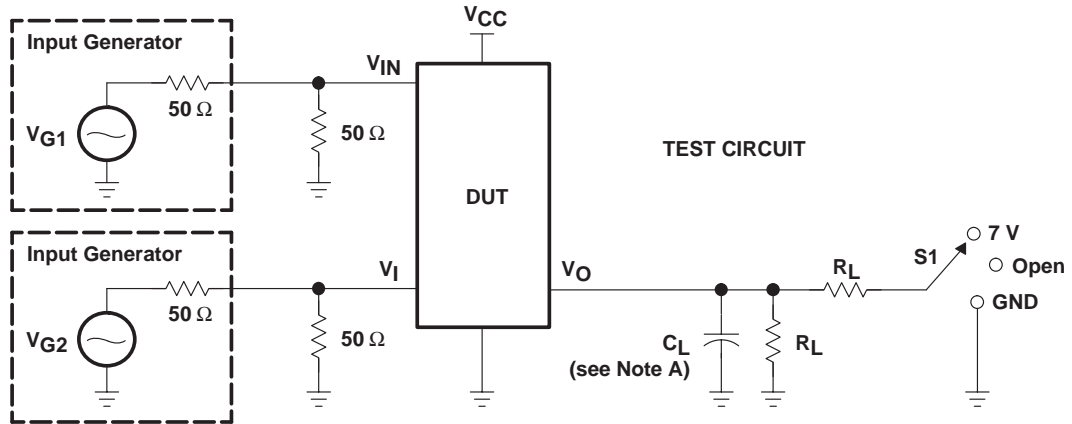 Input Generator
VG1
50 Ω
50 Ω
VIN
VCC
DUT
TEST CIRCUIT
Input Generator
VG2
50 Ω
50 Ω
VI
VO
CL
(see Note A)
RL
RL
S1
7 V
Open
GND